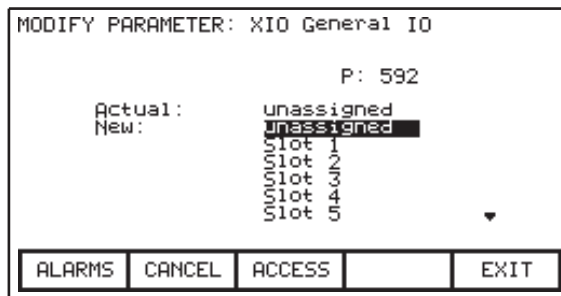 MODIFY PARAMETER: XIO General IO
P: 592
Actual: unassigned
New: unassigned
Slot 1
Slot 2
Slot 3
Slot 4
Slot 5
ALARMS CANCEL ACCESS EXIT